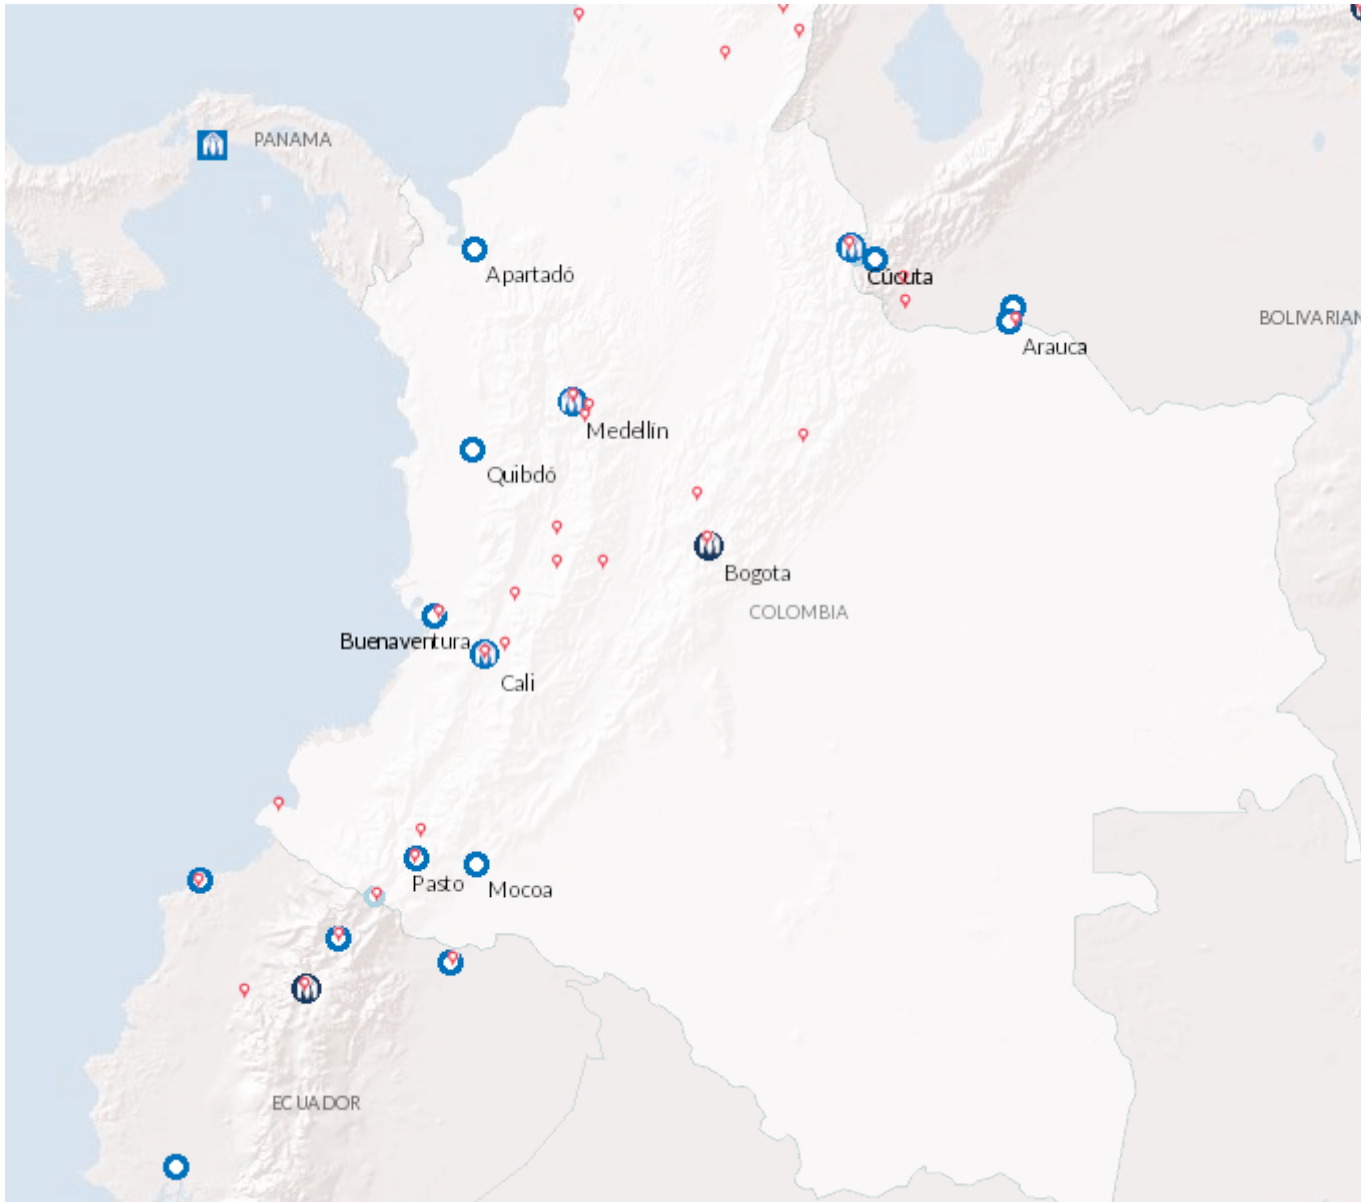 PANAMA
Apartadó
Cúcuta
BOLIVARIAN
Arauca
Medellín
Quibdó
Bogota
COLOMBIA
Buenaventura
Cali
Pasto
Mocoa
ECUADOR